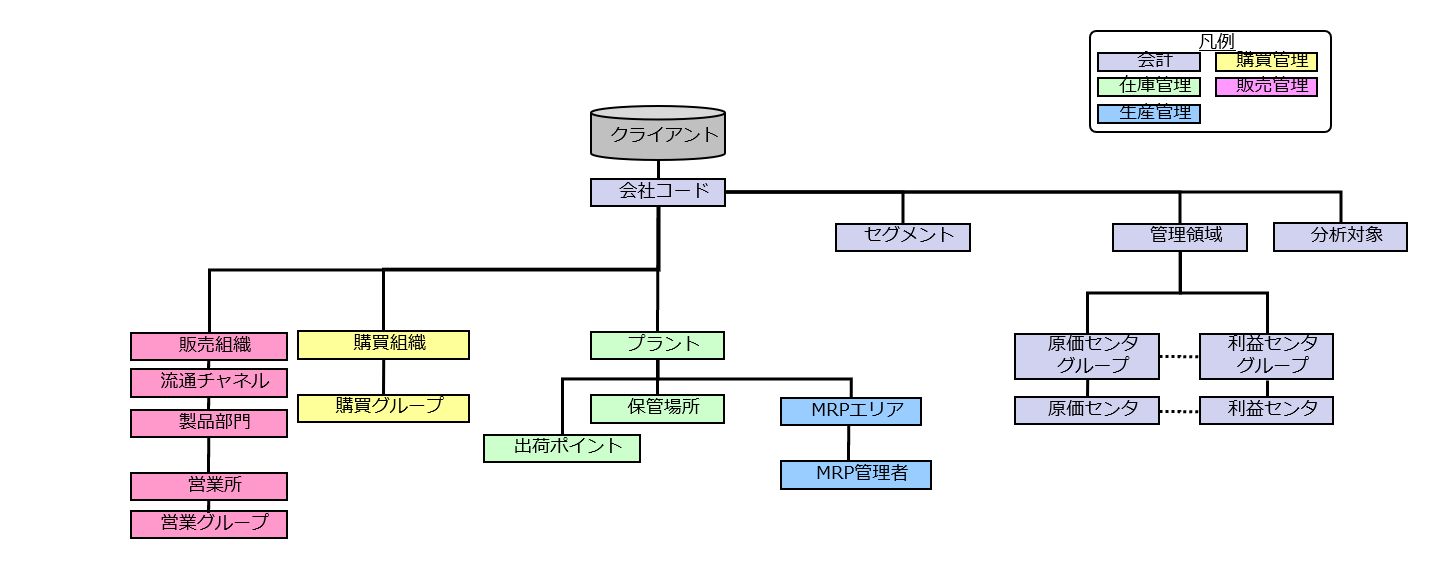 凡例
会計
購買管理
在庫管理
販売管理
生産管理
クライアント
会社コード
セグメント
管理領域
分析対象
販売組織
購買組織
プラント
原価センタ
グループ
利益センタ
グループ
流通チャネル
購買グループ
保管場所
MRPエリア
原価センタ
利益センタ
製品部門
出荷ポイント
MRP管理者
営業所
営業グループ